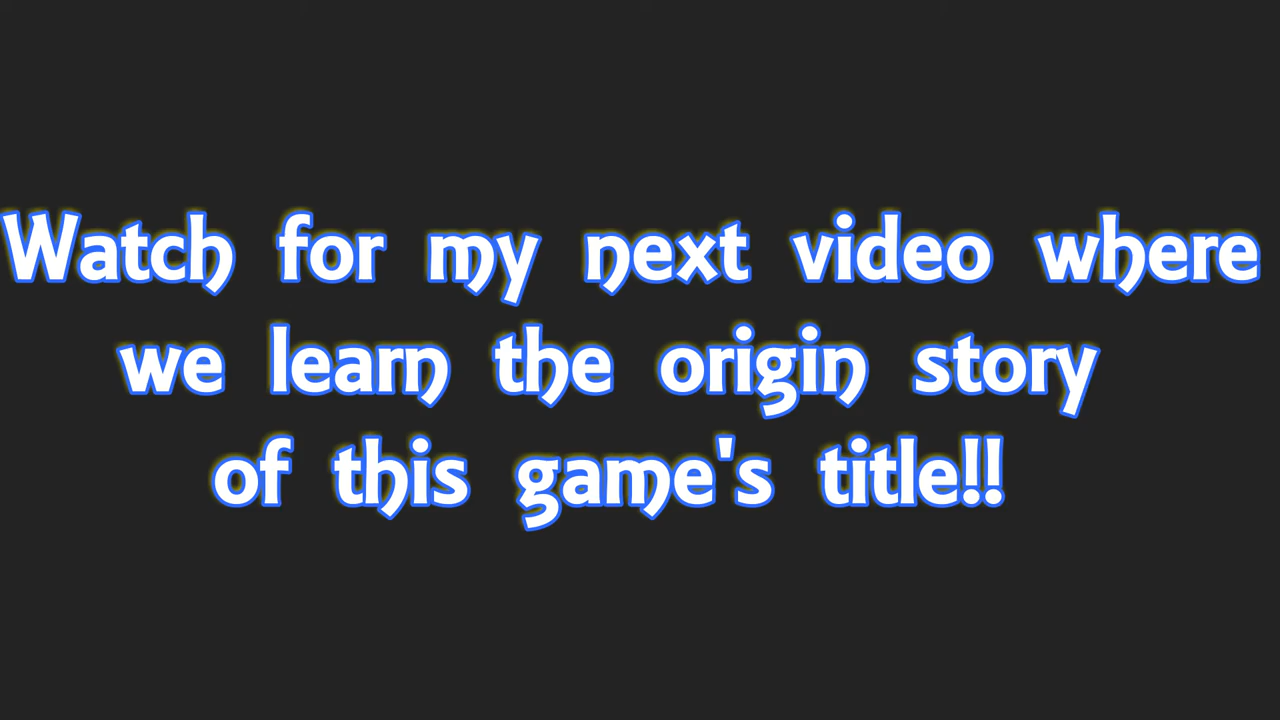 Watch for my next video where
we learn the origin story
of this game's title!!